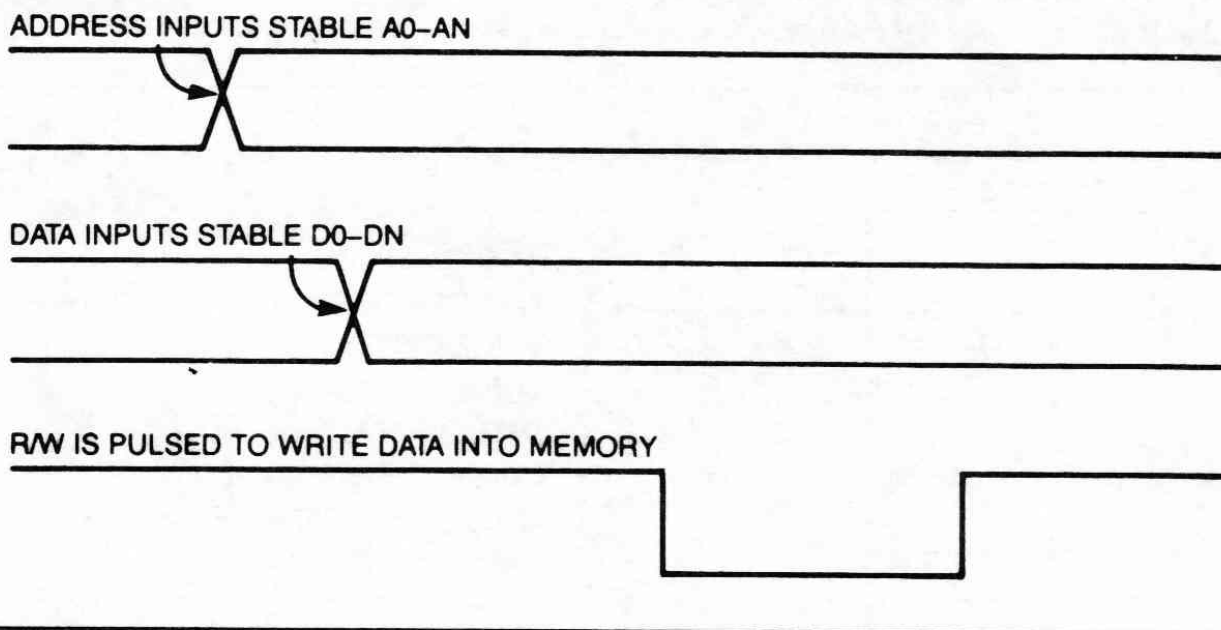 ADDRESS INPUTS STABLE A0–AN
DATA INPUTS STABLE D0–DN
R/W IS PULSED TO WRITE DATA INTO MEMORY